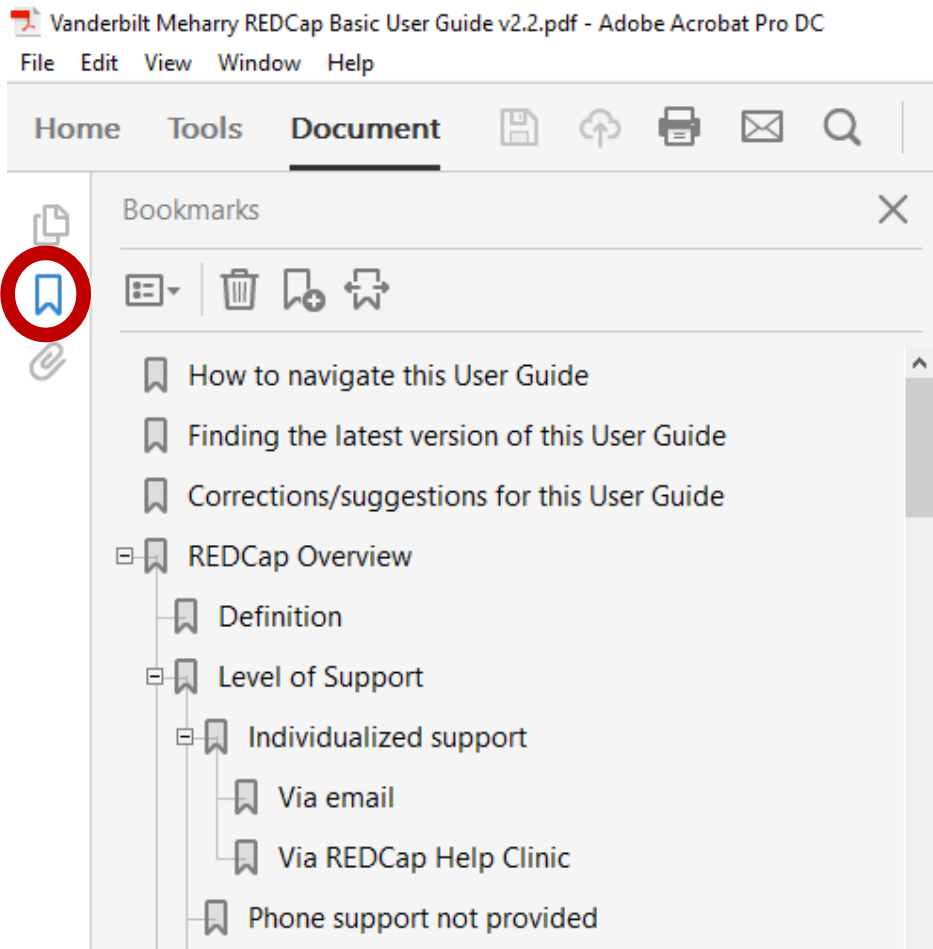 Vanderbilt Meharry REDCap Basic User Guide v2.2.pdf - Adobe Acrobat Pro DC
File Edit View Window Help
Home Tools Document
Bookmarks
How to navigate this User Guide
Finding the latest version of this User Guide
Corrections/suggestions for this User Guide
REDCap Overview
Definition
Level of Support
Individualized support
Via email
Via REDCap Help Clinic
Phone support not provided